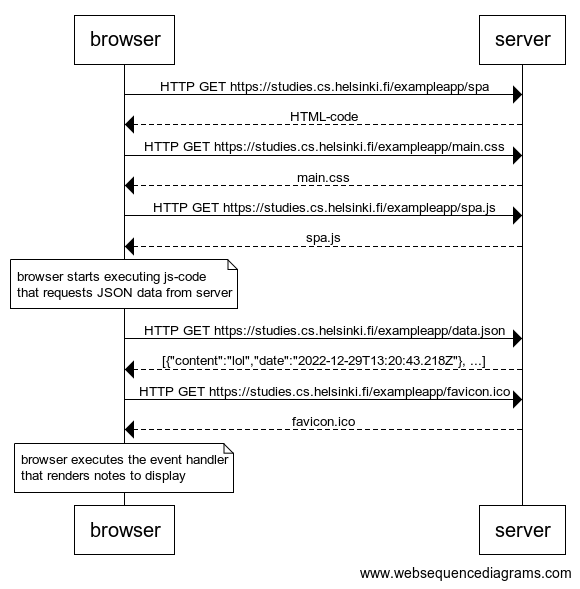 browser
server
HTTP GET https://studies.cs.helsinki.fi/exampleapp/spa
HTML-code
HTTP GET https://studies.cs.helsinki.fi/exampleapp/main.css
main.css
HTTP GET https://studies.cs.helsinki.fi/exampleapp/spa.js
spa.js
browser starts executing js-code
that requests JSON data from server
HTTP GET https://studies.cs.helsinki.fi/exampleapp/data.json
[{"content":"lol","date":"2022-12-29T13:20:43.218Z"}, ...]
HTTP GET https://studies.cs.helsinki.fi/exampleapp/favicon.ico
favicon.ico
browser executes the event handler
that renders notes to display
browser
server
www.websequencediagrams.com